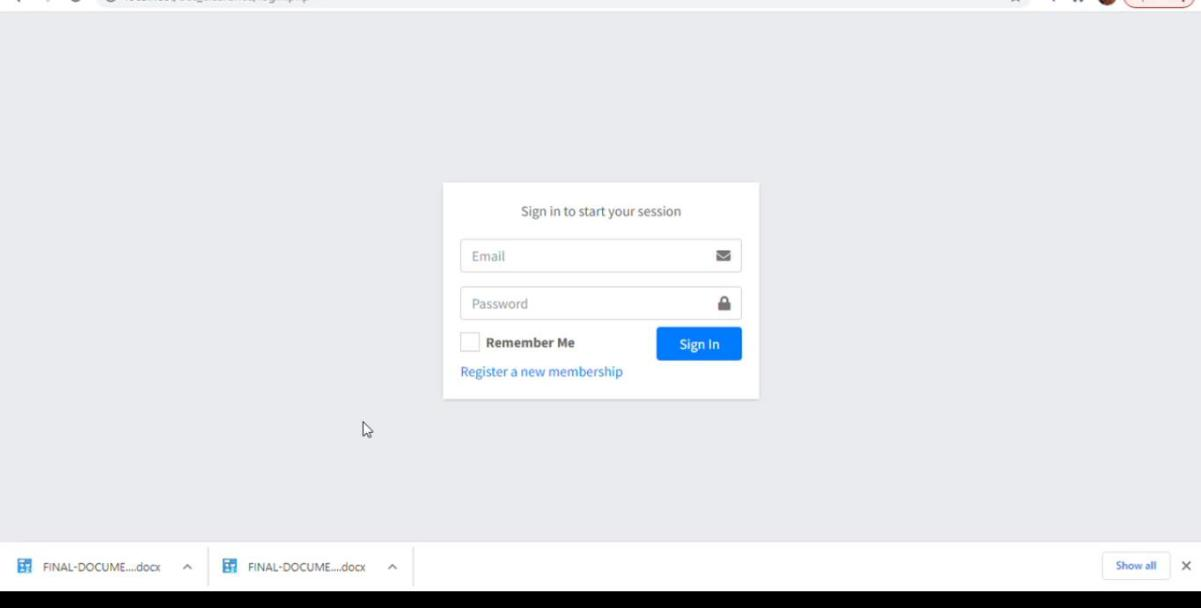 Sign in to start your session
Email
Password
Remember Me
Sign In
Register a new membership
FINAL-DOCUME....docx
FINAL-DOCUME....docx
Show all